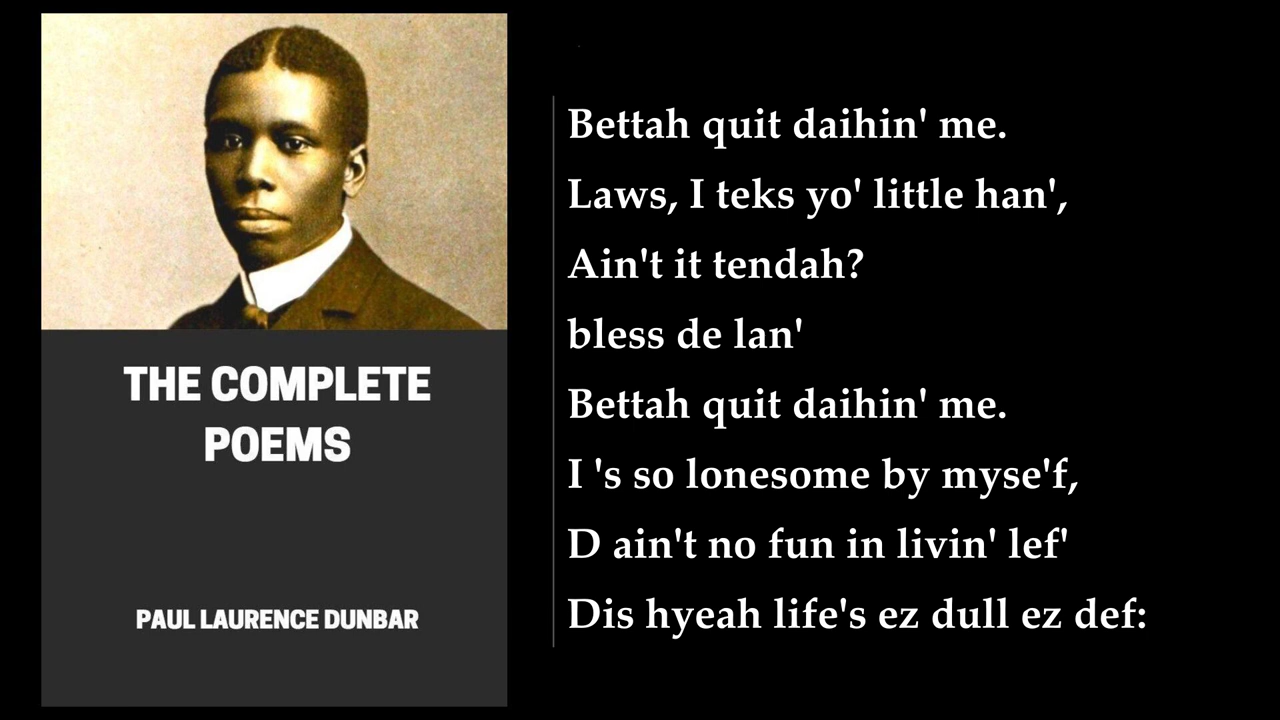 THE COMPLETE
POEMS
PAUL LAURENCE DUNBAR
Bettah quit daihin' me.
Laws, I teks yo' little han',
Ain't it tendah?
bless de lan'
Bettah quit daihin' me.
I 's so lonesome by myse'f,
D ain't no fun in livin' lef'
Dis hyeah life's ez dull ez def: